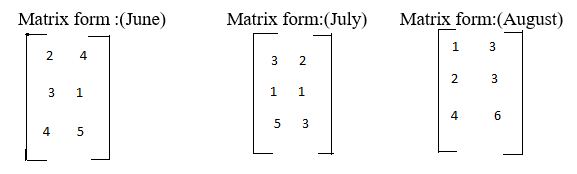 Matrix form :(June) Matrix form:(July) Matrix form:(August)
2 4 3 2 1 3
3 1 1 1 2 3
4 5 5 3 4 6